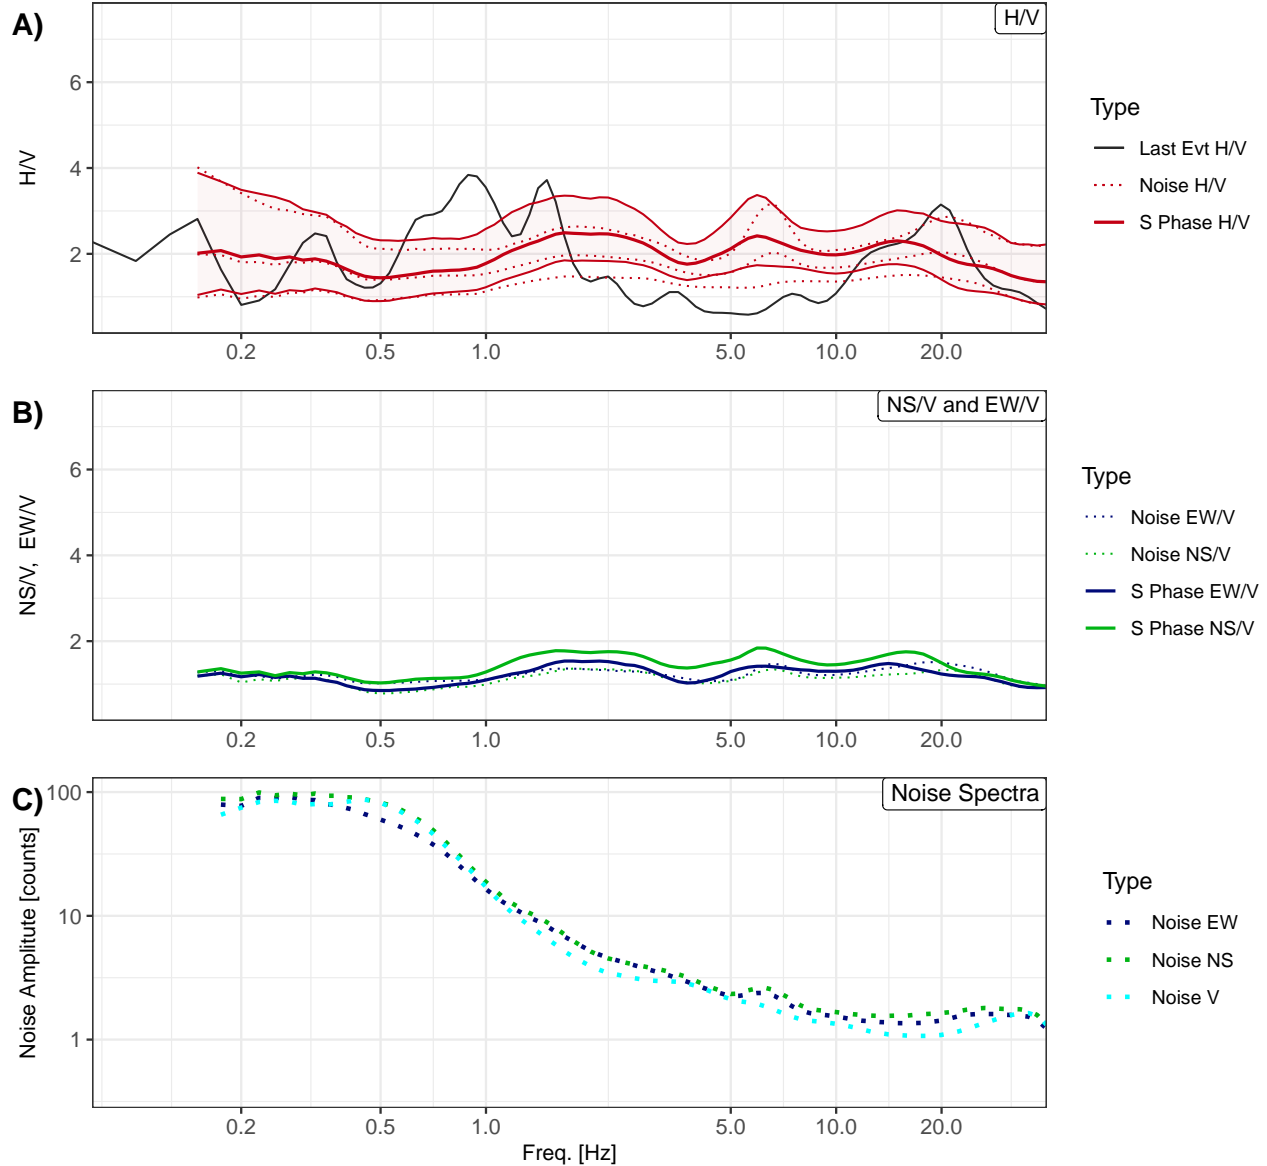 A)
H/V
6
4
2
H/V
0.2 0.5 1.0 5.0 10.0 20.0
Type
Last Evt H/V
Noise H/V
S Phase H/V
B)
NS/V and EW/V
6
4
2
NS/V, EW/V
0.2 0.5 1.0 5.0 10.0 20.0
Type
Noise EW/V
Noise NS/V
S Phase EW/V
S Phase NS/V
C)
Noise Spectra
100
10
1
Noise Amplitute [counts]
0.2 0.5 1.0 5.0 10.0 20.0
Freq. [Hz]
Type
Noise EW
Noise NS
Noise V